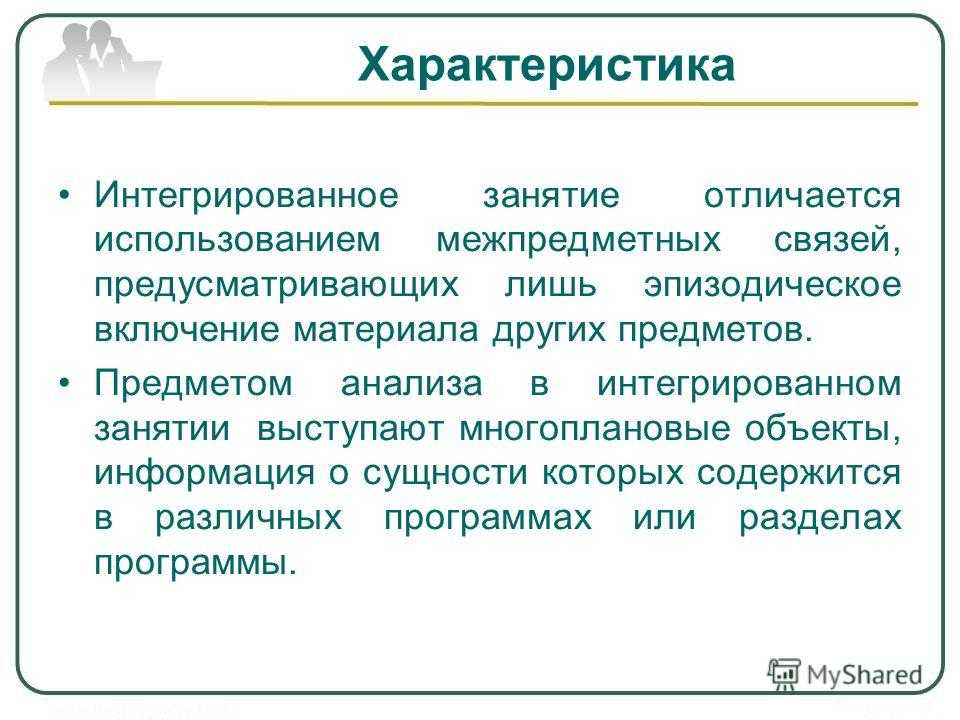 Характеристика
• Интегрированное занятие отличается
использованием межпредметных связей,
предусматривающих лишь эпизодическое
включение материала других предметов.
• Предметом анализа в интегрированном
занятии выступают многоплановые объекты,
информация о сущности которых содержится
в различных программах или разделах
программы.
MyShared